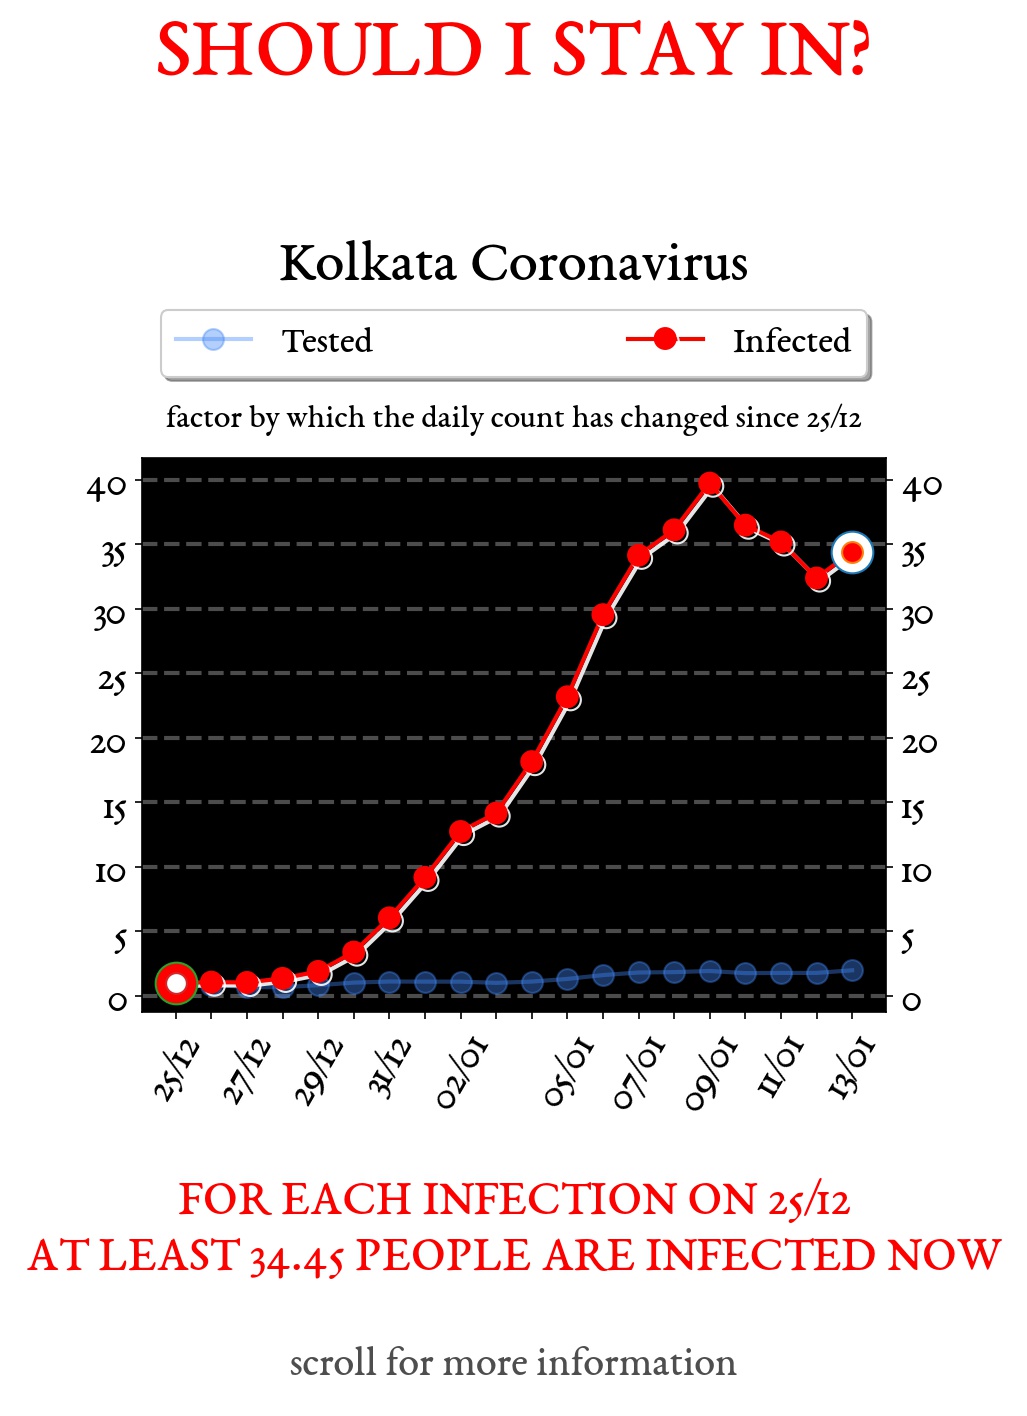 SHOULD I STAY IN?
Kolkata Coronavirus
Tested Infected
factor by which the daily count has changed since 25/12
40 40
35 35
30 30
25 25
20 20
15 15
10 10
5 5
0 0
25/12 27/12 29/12 31/12 02/01 05/01 07/01 09/01 11/01 13/01
FOR EACH INFECTION ON 25/12
AT LEAST 34.45 PEOPLE ARE INFECTED NOW
scroll for more information